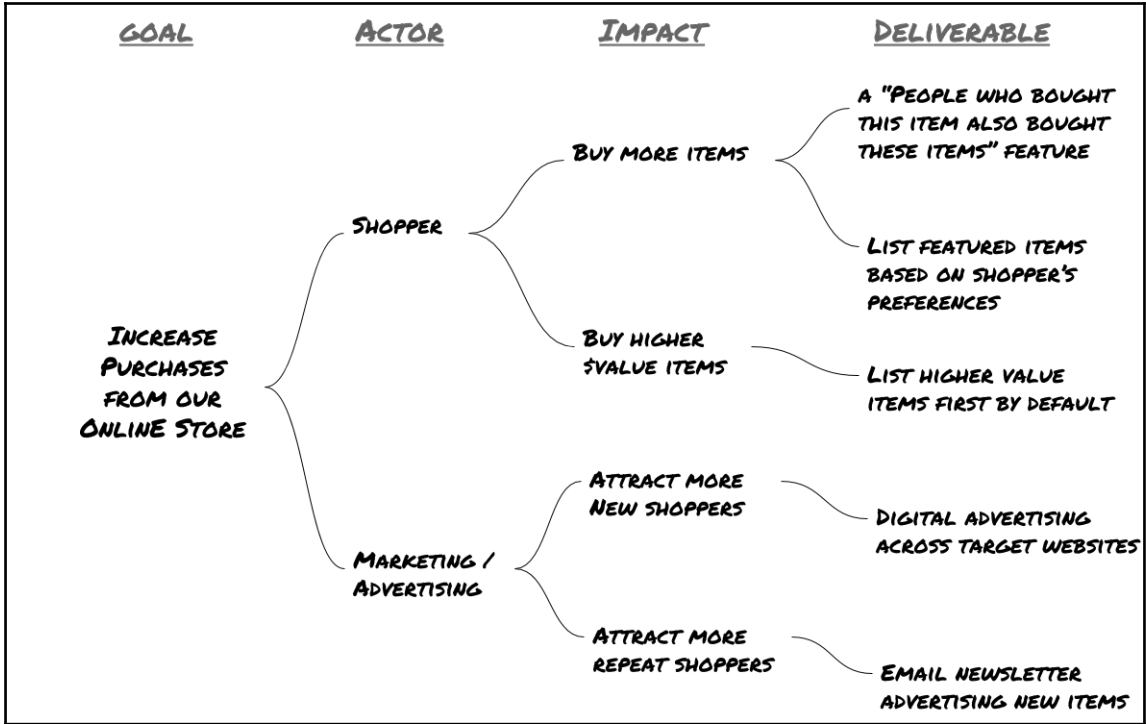 GOAL
ACTOR
IMPACT
DELIVERABLE
A "PEOPLE WHO BOUGHT
THIS ITEM ALSO BOUGHT
THESE ITEMS" FEATURE
BUY MORE ITEMS
SHOPPER
LIST FEATURED ITEMS
BASED ON SHOPPER'S
PREFERENCES
INCREASE
PURCHASES
FROM OUR
ONLINE STORE
BUY HIGHER
$VALUE ITEMS
LIST HIGHER VALUE
ITEMS FIRST BY DEFAULT
ATTRACT MORE
NEW SHOPPERS
DIGITAL ADVERTISING
ACROSS TARGET WEBSITES
MARKETING /
ADVERTISING
ATTRACT MORE
REPEAT SHOPPERS
EMAIL NEWSLETTER
ADVERTISING NEW ITEMS